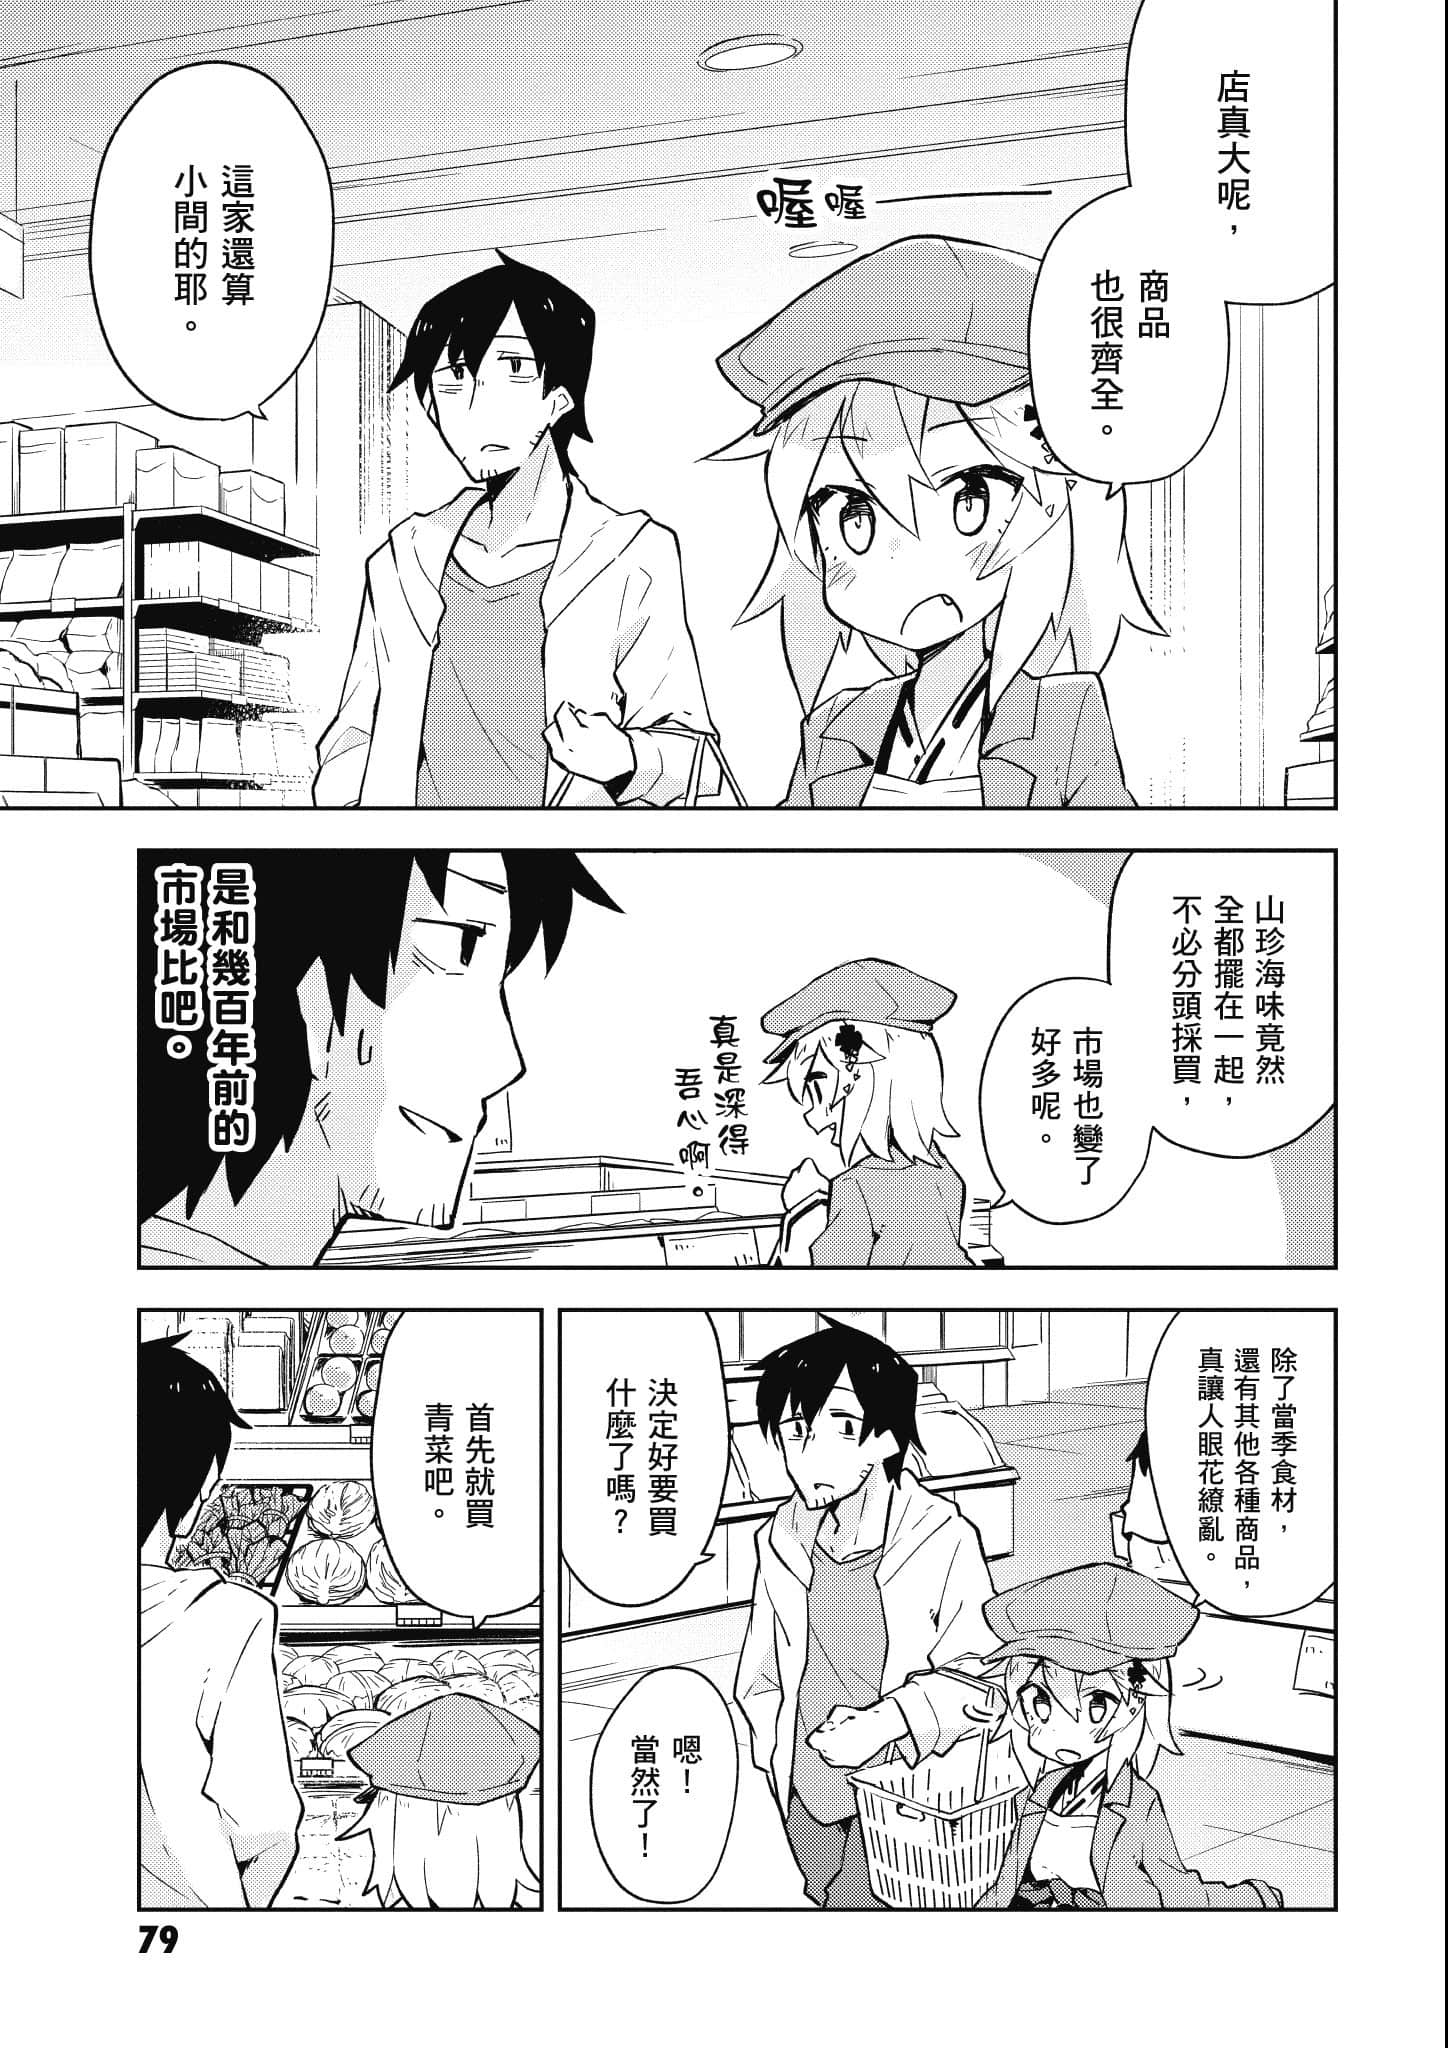 店真大呢，
商品
也很齊全。
喔喔
這家還算
小間的耶。
山珍海味竟然
全都擺在一起，
不必分頭採買，
市場也變了
好多呢。
真是深得
吾心啊。
是和幾百年前的
市場比吧。
除了當季食材，
還有其他各種商品，
真讓人眼花繚亂。
決定好要買
什麼了嗎？
嗯！
當然了！
首先就買
青菜吧。
79